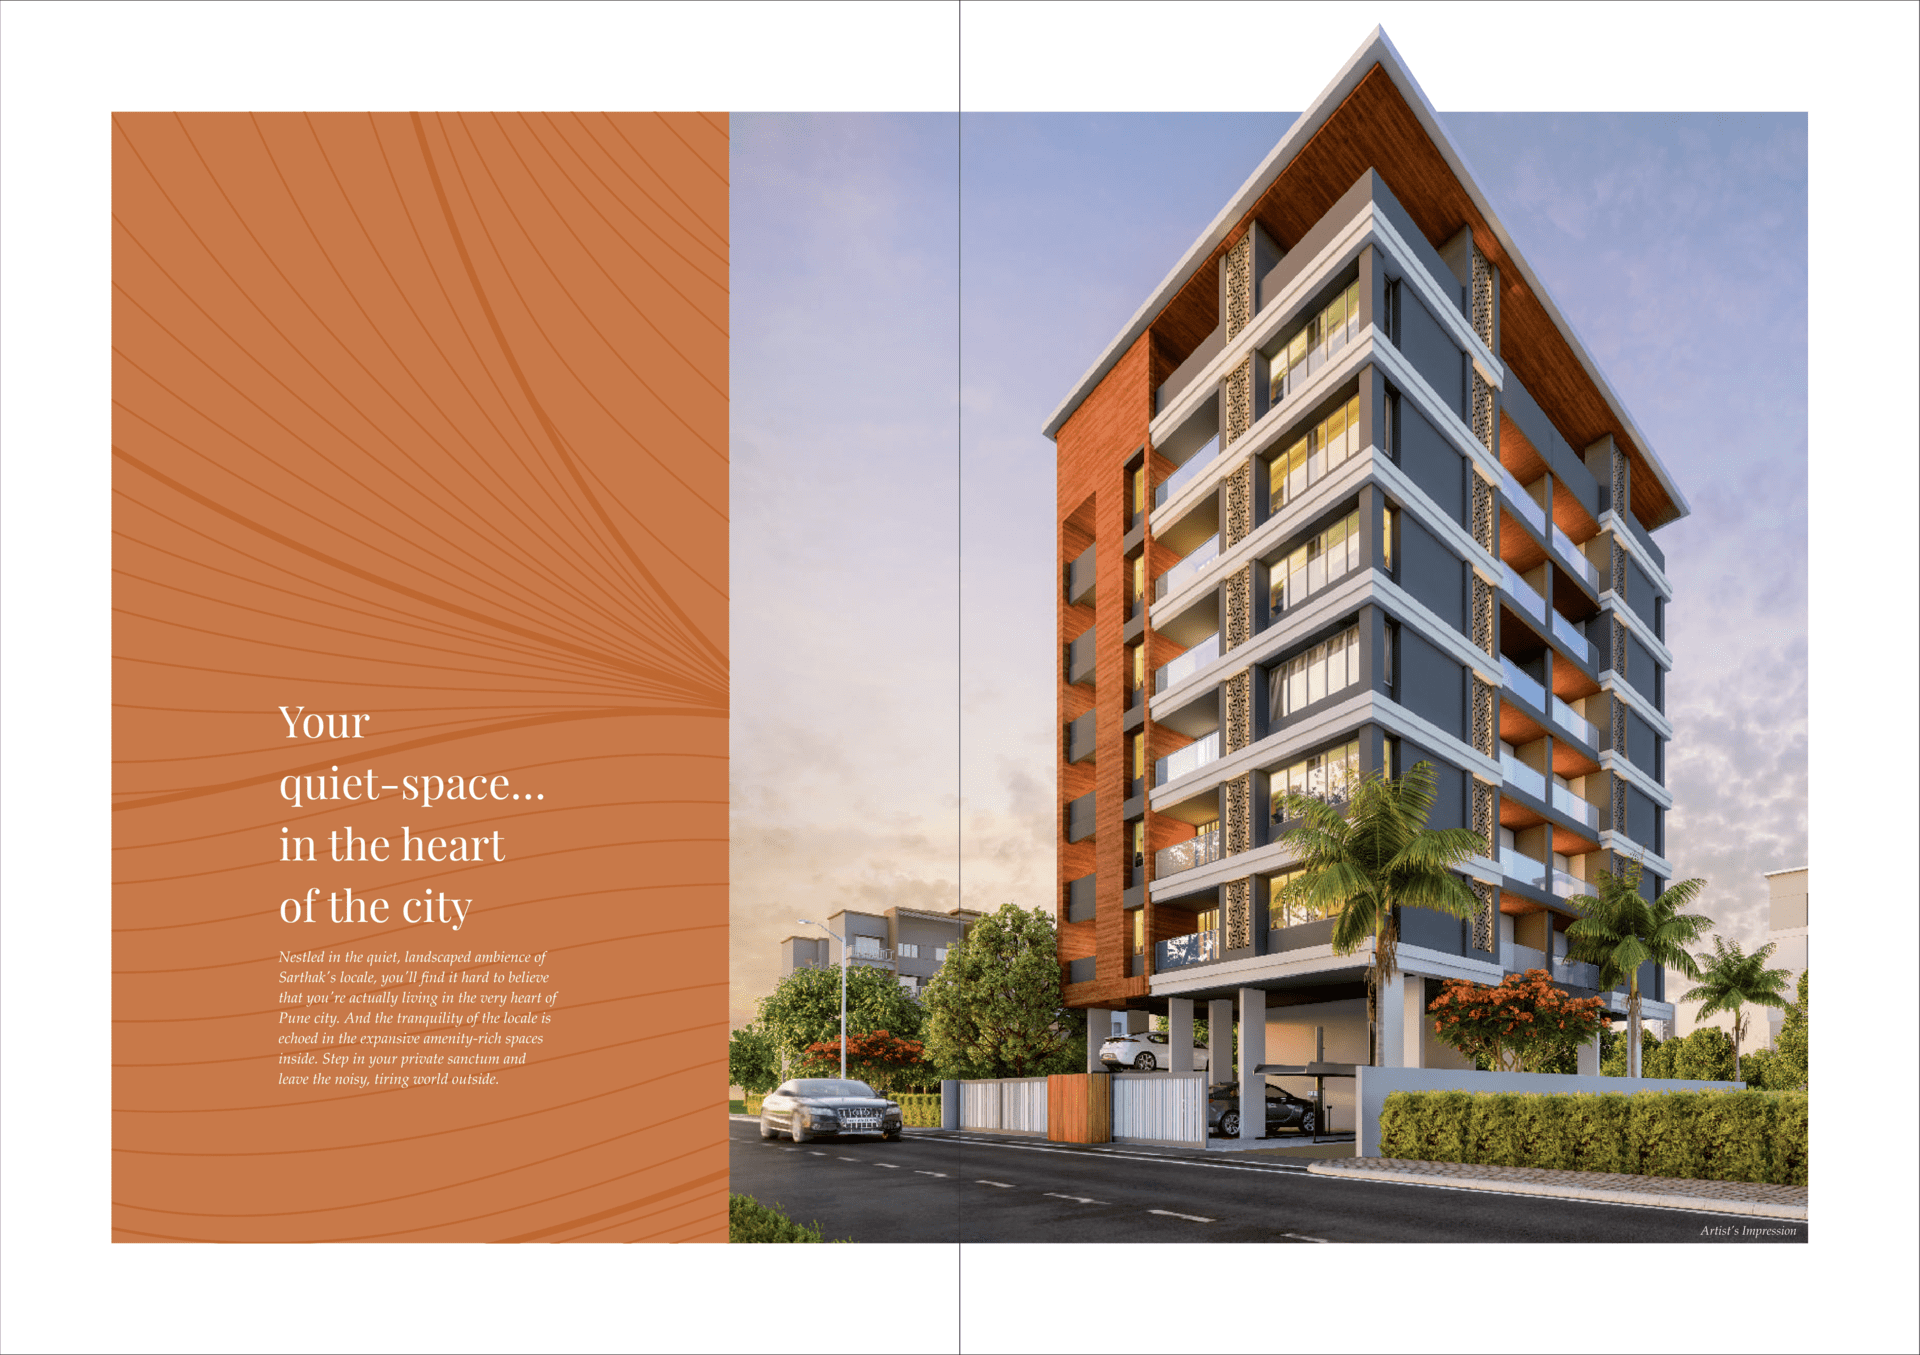 Your
quiet-space...
in the heart
of the city
Nestled in the quiet, landscaped ambience of
Sarthak's locale, you'll find it hard to believe
that you're actually living in the very heart of
Pune city. And the tranquility of the locale is
echoed in the expansive amenity-rich spaces
inside. Step in your private sanctum and
leave the noisy, tiring world outside.
Artist's Impression